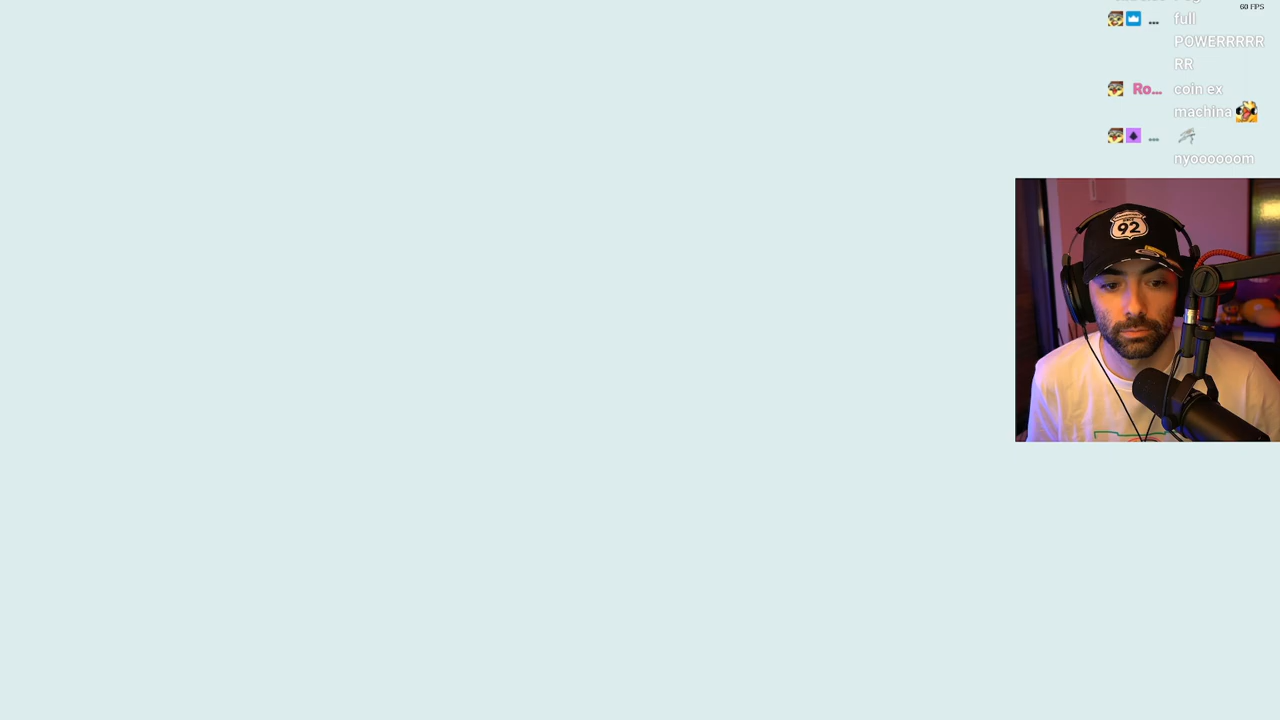 60 FPS
...
full
POWERRRRR
RR
Ro...
coin ex
machina
...
nyoooooom
92